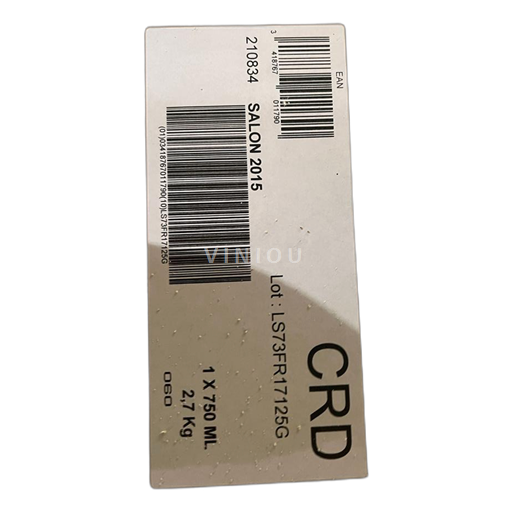 EAN
3 418767 011790
210834 SALON 2015
(01)03418767011790(10)LS73FR17125G
Lot : LS73FR17125G
CRD
1 X 750 ML
2,7 Kg
060
VINIOU